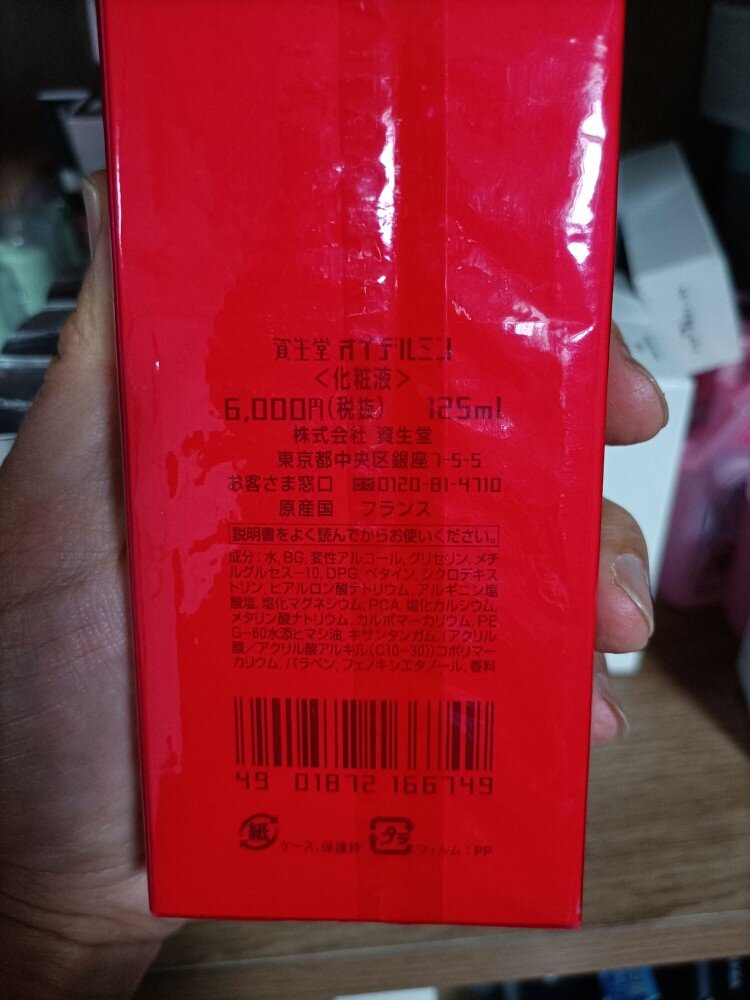 資生堂 オイデルミン
<化粧液>
6,000円(税抜) 125ml
株式会社 資生堂
東京都中央区銀座7-5-5
お客さま窓口 0120-81-4710
原産国 フランス
説明書をよく読んでからお使いください。
成分:水,BG,変性アルコール,グリセリン,メチ
ルグルセス-10,DPG,ベタイン,シクロデキス
トリン,ヒアルロン酸ナトリウム,アルギニン塩
酸塩,塩化マグネシウム,PCA,塩化カルシウム,
メタリン酸ナトリウム,カルボマーカリウム,PE
G-60水添ヒマシ油,キサンタンガム,(アクリル
酸/アクリル酸アルキル(C10-30))コポリマー
カリウム,パラベン,フェノキシエタノール,香料
49 01872 166749
紙 ケース,保護枠 プラ フィルム:PP